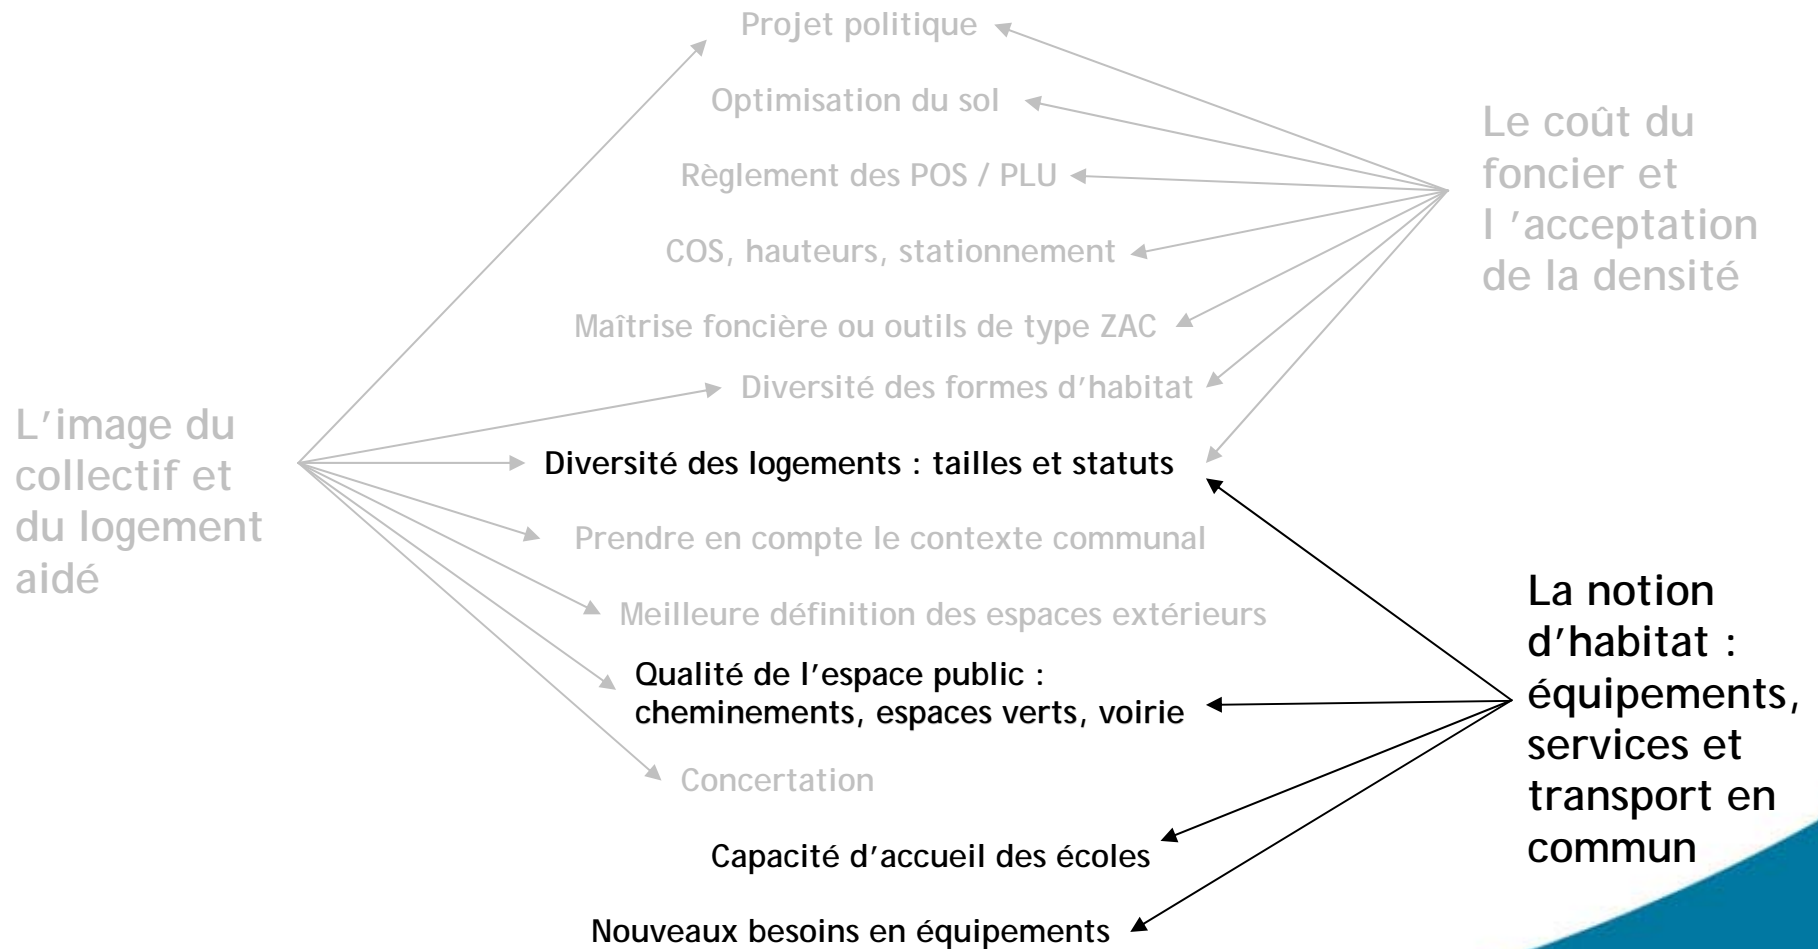 Projet politique
Optimisation du sol
Règlement des POS / PLU
COS, hauteurs, stationnement
Maîtrise foncière ou outils de type ZAC
Diversité des formes d'habitat
Diversité des logements : tailles et statuts
Prendre en compte le contexte communal
Meilleure définition des espaces extérieurs
Qualité de l'espace public :
cheminements, espaces verts, voirie
Concertation
Capacité d'accueil des écoles
Nouveaux besoins en équipements
L'image du
collectif et
du logement
aidé
Le coût du
foncier et
l 'acceptation
de la densité
La notion
d'habitat :
équipements,
services et
transport en
commun